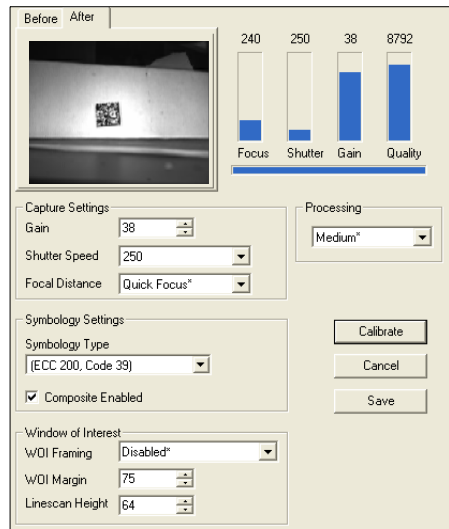 Before After
240 250 38 8792
Focus Shutter Gain Quality
Capture Settings
Gain 38
Shutter Speed 250
Focal Distance Quick Focus*
Processing
Medium*
Symbology Settings
Symbology Type
(ECC 200, Code 39)
Composite Enabled
Calibrate
Cancel
Save
Window of Interest
WOI Framing Disabled*
WOI Margin 75
Linescan Height 64